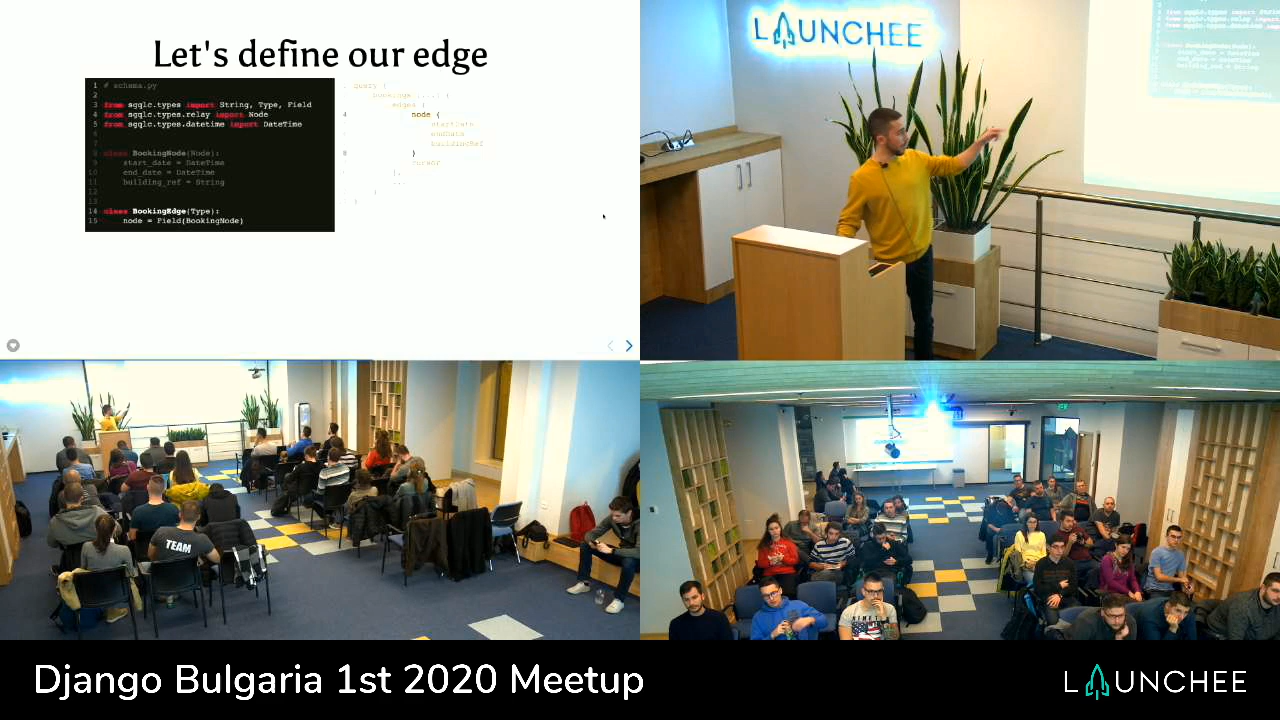 Let's define our edge
1 # schema.py
2
3 from sgqlc.types import String, Type, Field
4 from sgqlc.types.relay import Node
5 from sgqlc.types.datetime import DateTime
6
7
8 class BookingNode(Node):
9 start_date = DateTime
10 end_date = DateTime
11 building_ref = String
12
13
14 class BookingEdge(Type):
15 node = Field(BookingNode)
query {
edges {
4 node {
startDate
endDate
buildingRef
8 }
cursor
},
...
}
}
LAUNCHEE
TEAM
Django Bulgaria 1st 2020 Meetup
LAUNCHEE